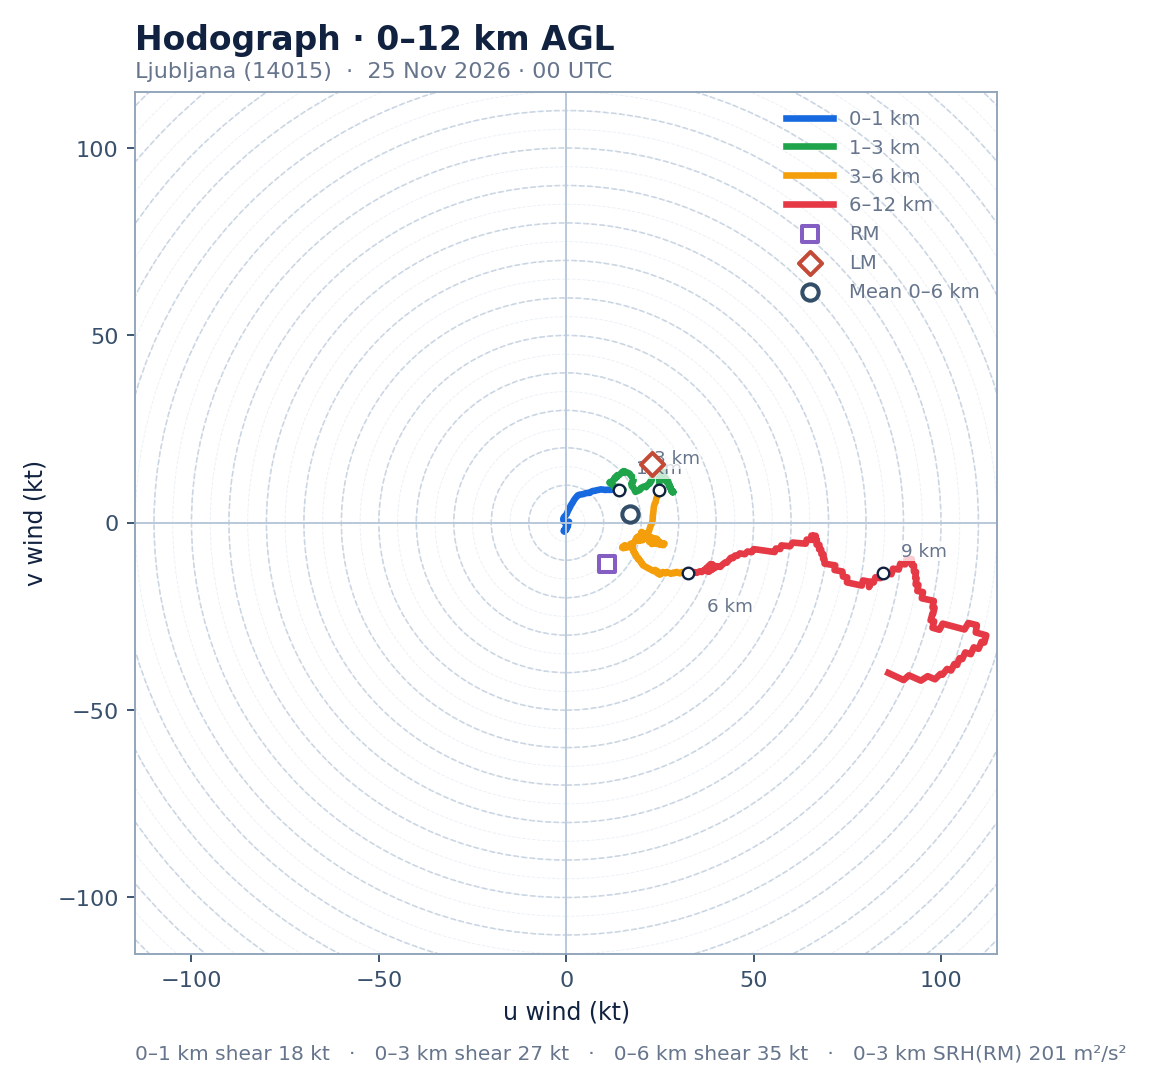 Hodograph · 0–12 km AGL
Ljubljana (14015) · 25 Nov 2026 · 00 UTC
0–1 km
1–3 km
3–6 km
6–12 km
RM
LM
Mean 0–6 km
100
50
0
−50
−100
v wind (kt)
3 km
1 km
9 km
6 km
−100
−50
0
50
100
u wind (kt)
0–1 km shear 18 kt · 0–3 km shear 27 kt · 0–6 km shear 35 kt · 0–3 km SRH(RM) 201 m²/s²